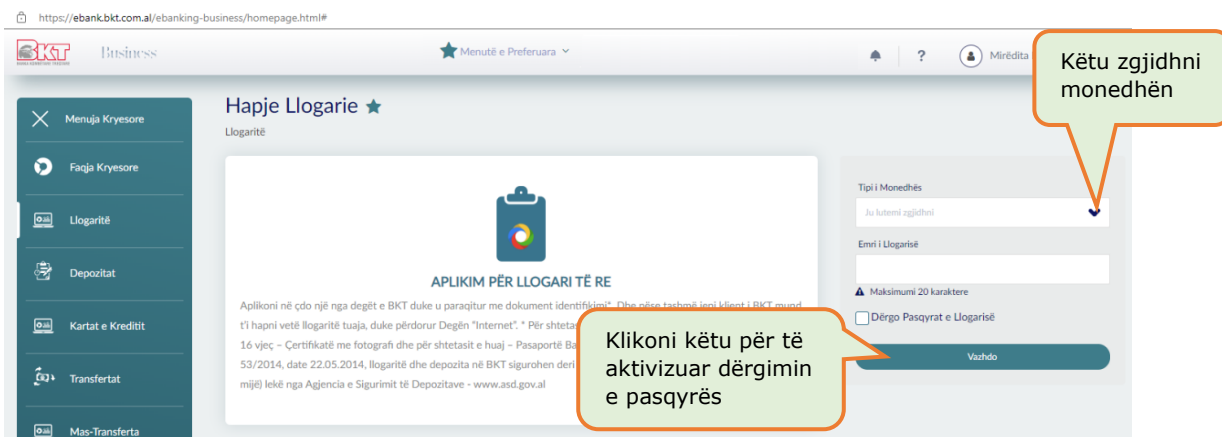 https://ebank.bkt.com.al/ebanking-business/homepage.html#
BKT Business
Menutë e Preferuara
?
Mirëdita
Këtu zgjidhni
monedhën
Menuja Kryesore
Faqja Kryesore
Llogaritë
Depozitat
Kartat e Kreditit
Transfertat
Mas-Transferta
Hapje Llogarie
Llogaritë
APLIKIM PËR LLOGARI TË RE
Aplikoni në çdo një nga degët e BKT duke u paraqitur me dokument identifikimi*. Dhe nëse tashmë jeni klient i BKT mund
t'i hapni vetë llogaritë tuaja, duke përdorur Degën "Internet". * Për shtetas
16 vjeç – Çertifikatë me fotografi dhe për shtetasit e huaj – Pasaportë Ba
53/2014, date 22.05.2014, llogaritë dhe depozita në BKT sigurohen deri
mijë) lekë nga Agjencia e Sigurimit të Depozitave - www.asd.gov.al
Tipi i Monedhës
Ju lutemi zgjidhni
Emri i Llogarisë
Maksimumi 20 karaktere
Dërgo Pasqyrat e Llogarisë
Vazhdo
Klikoni këtu për të
aktivizuar dërgimin
e pasqyrës